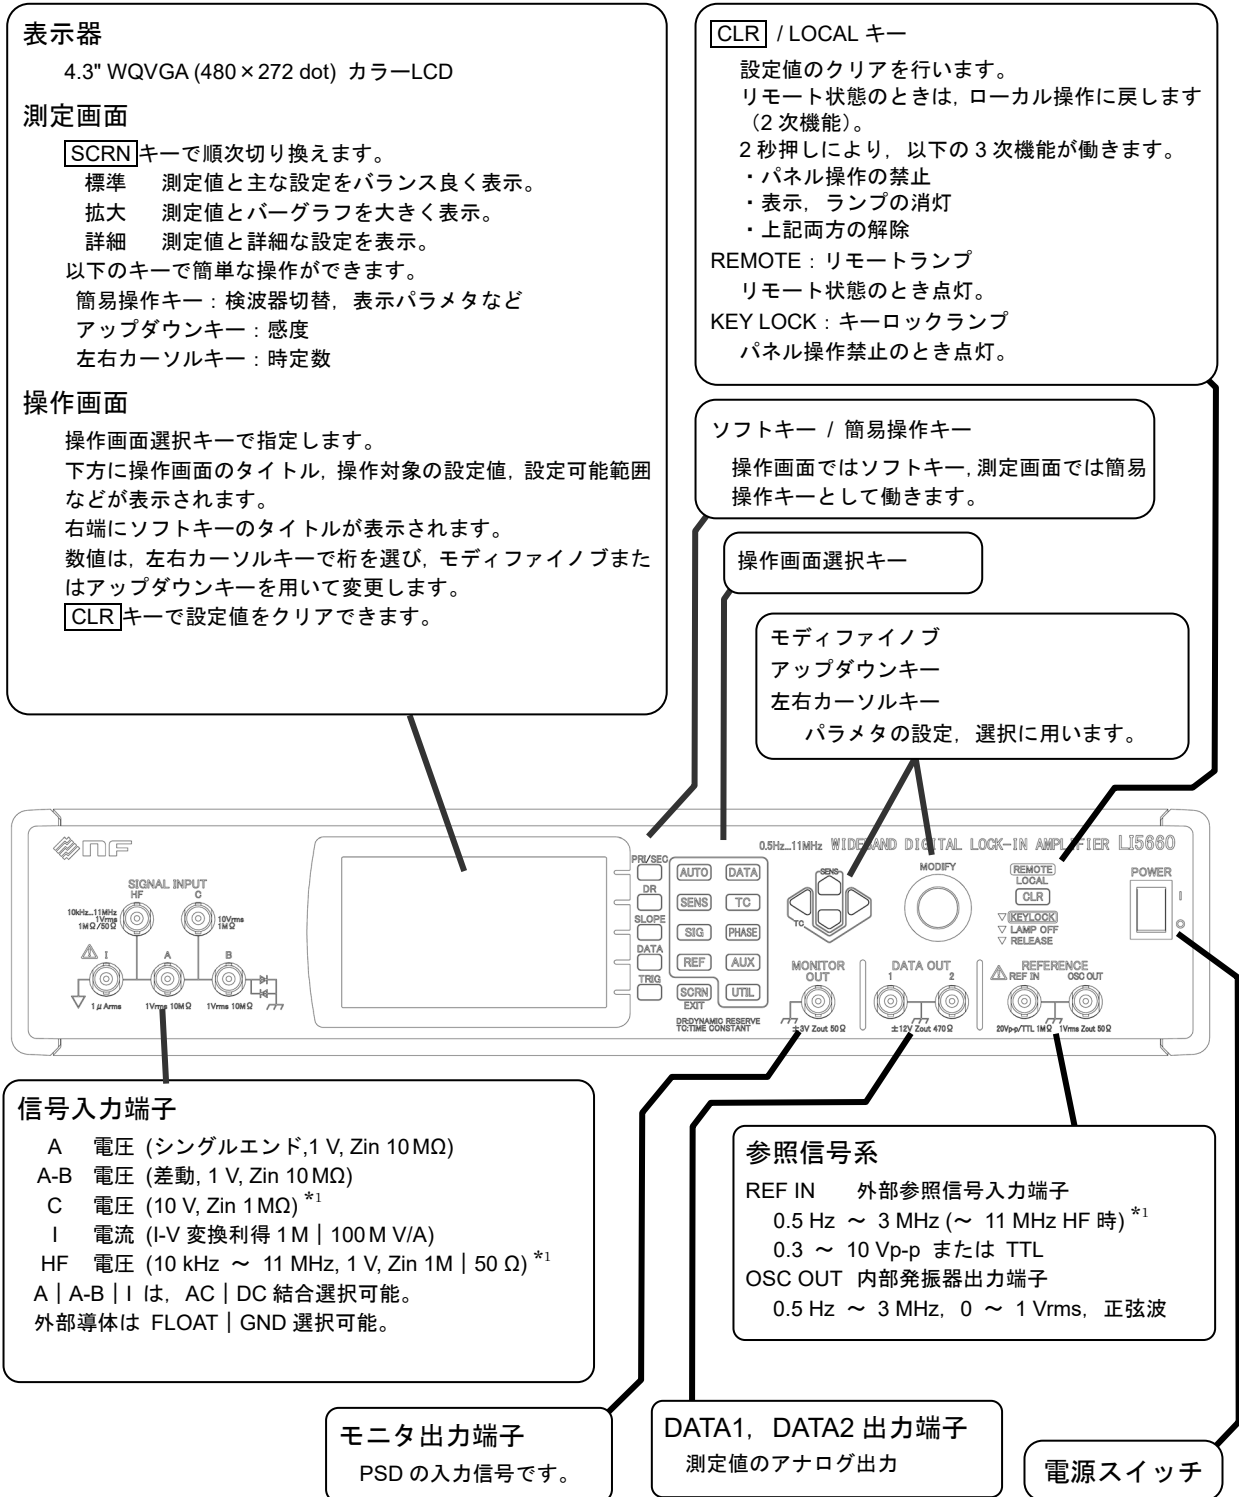 表示器
4.3" WQVGA (480×272 dot) カラーLCD
測定画面
SCRN キーで順次切り換えます。
標準 測定値と主な設定をバランス良く表示。
拡大 測定値とバーグラフを大きく表示。
詳細 測定値と詳細な設定を表示。
以下のキーで簡単な操作ができます。
簡易操作キー：検波器切替，表示パラメタなど
アップダウンキー：感度
左右カーソルキー：時定数
操作画面
操作画面選択キーで指定します。
下方に操作画面のタイトル，操作対象の設定値，設定可能範囲
などが表示されます。
右端にソフトキーのタイトルが表示されます。
数値は，左右カーソルキーで桁を選び，モディファイノブまた
はアップダウンキーを用いて変更します。
CLR キーで設定値をクリアできます。
CLR / LOCAL キー
設定値のクリアを行います。
リモート状態のときは，ローカル操作に戻します
（2 次機能）。
2 秒押しにより，以下の 3 次機能が働きます。
・パネル操作の禁止
・表示，ランプの消灯
・上記両方の解除
REMOTE：リモートランプ
リモート状態のとき点灯。
KEY LOCK：キーロックランプ
パネル操作禁止のとき点灯。
ソフトキー / 簡易操作キー
操作画面ではソフトキー，測定画面では簡易
操作キーとして働きます。
操作画面選択キー
モディファイノブ
アップダウンキー
左右カーソルキー
パラメタの設定，選択に用います。
NF
0.5Hz...11MHz WIDEBAND DIGITAL LOCK-IN AMPLIFIER LI5660
SIGNAL INPUT
HF C
10kHz...11MHz
1Vrms
1MΩ/50Ω
10Vrms
1MΩ
I A B
1μArms 1Vrms 10MΩ 1Vrms 10MΩ
PRI/SEC
DR
SLOPE
DATA
TRIG
AUTO DATA
SENS TC
SIG PHASE
REF AUX
SCRN UTIL
EXIT
DR:DYNAMIC RESERVE
TC:TIME CONSTANT
SENS
TC
MODIFY
REMOTE
LOCAL
CLR
▽ KEYLOCK
▽ LAMP OFF
▽ RELEASE
POWER
I
○
MONITOR
OUT
±3V Zout 50Ω
DATA OUT
1 2
±12V Zout 470Ω
REFERENCE
REF IN OSC OUT
20Vp-p/TTL 1MΩ 1Vrms Zout 50Ω
信号入力端子
A 電圧 (シングルエンド,1 V, Zin 10 MΩ)
A-B 電圧 (差動, 1 V, Zin 10 MΩ)
C 電圧 (10 V, Zin 1 MΩ) *1
I 電流 (I-V 変換利得 1 M｜100 M V/A)
HF 電圧 (10 kHz ～ 11 MHz, 1 V, Zin 1M｜50 Ω) *1
A｜A-B｜I は，AC｜DC 結合選択可能。
外部導体は FLOAT｜GND 選択可能。
参照信号系
REF IN 外部参照信号入力端子
0.5 Hz ～ 3 MHz (～ 11 MHz HF 時) *1
0.3 ～ 10 Vp-p または TTL
OSC OUT 内部発振器出力端子
0.5 Hz ～ 3 MHz，0 ～ 1 Vrms，正弦波
モニタ出力端子
PSD の入力信号です。
DATA1，DATA2 出力端子
測定値のアナログ出力
電源スイッチ